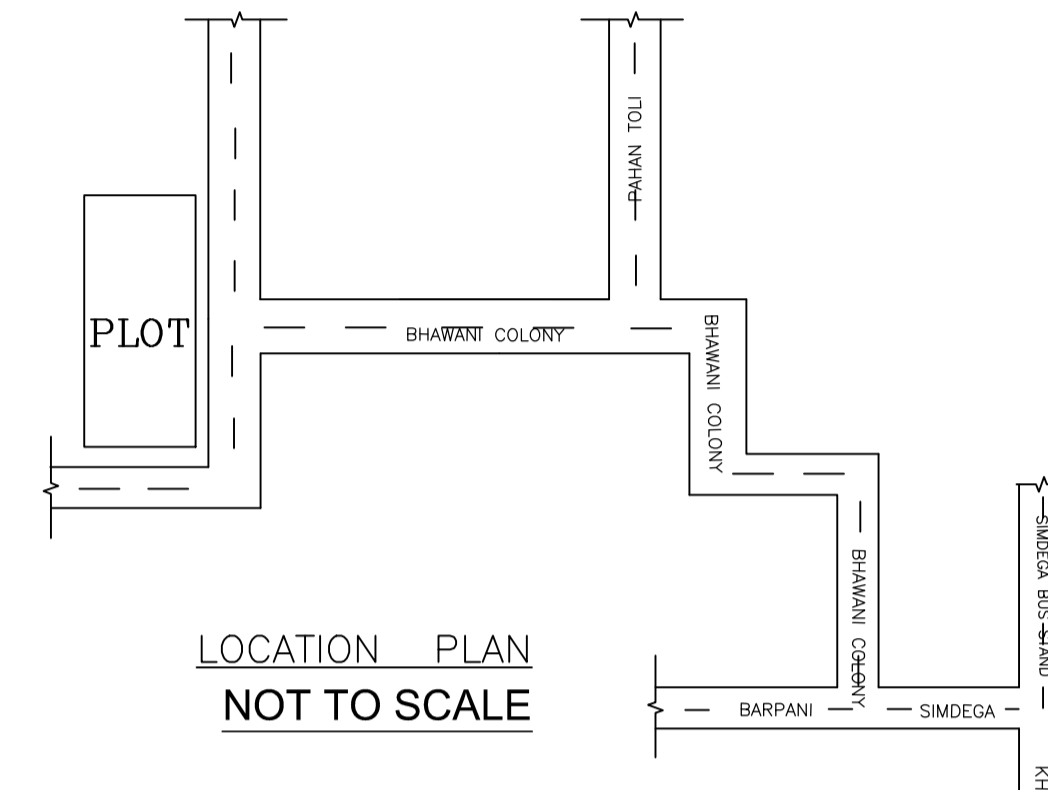 PAHAN TOLI
PLOT
BHAWANI COLONY
BHAWANI COLONY
BHAWANI COLONY
SIMDEGA BUS STAND
LOCATION PLAN
NOT TO SCALE
BARPANI
SIMDEGA